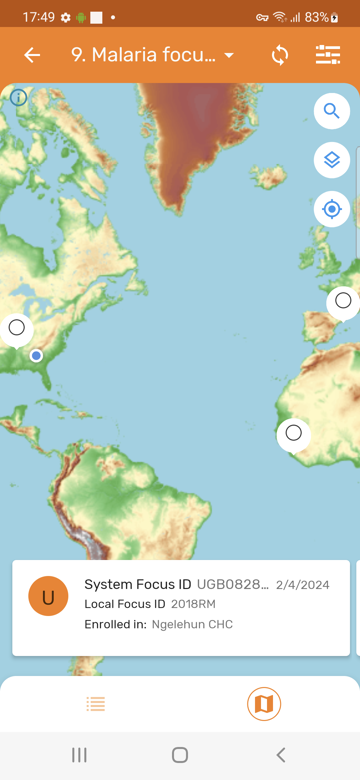 17:49 83%
9. Malaria focu...
System Focus ID UGB0828... 2/4/2024
Local Focus ID 2018RM
Enrolled in: Ngelehun CHC
U